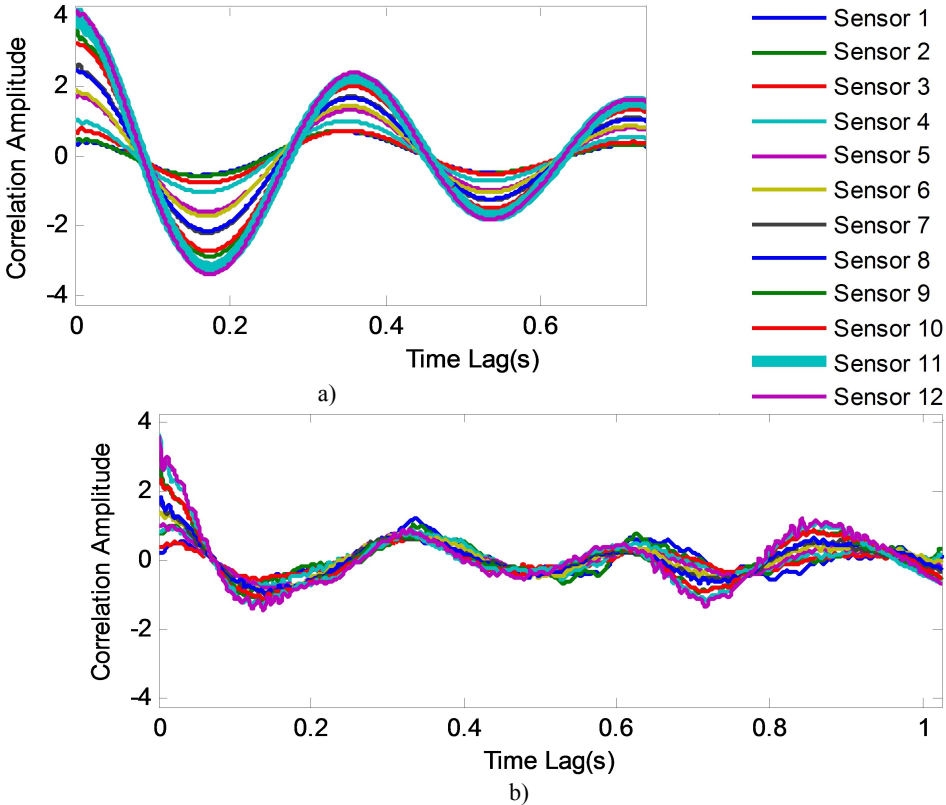 Correlation Amplitude
4
2
0
-2
-4
0 0.2 0.4 0.6
Time Lag(s)
a)
Sensor 1
Sensor 2
Sensor 3
Sensor 4
Sensor 5
Sensor 6
Sensor 7
Sensor 8
Sensor 9
Sensor 10
Sensor 11
Sensor 12
Correlation Amplitude
4
2
0
-2
-4
0 0.2 0.4 0.6 0.8 1
Time Lag(s)
b)